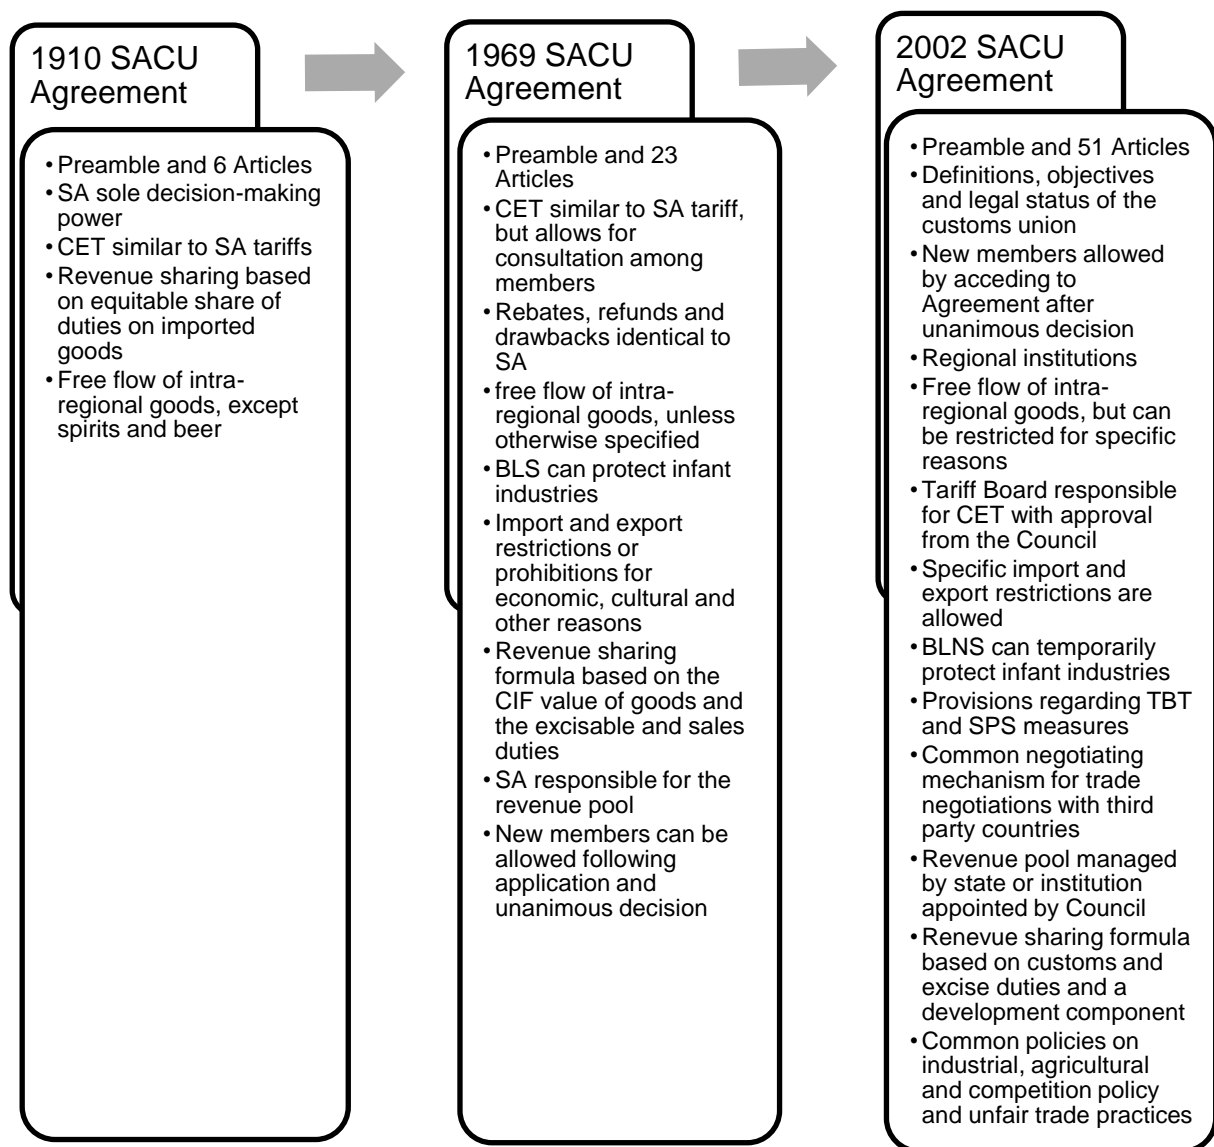 1910 SACU
Agreement
• Preamble and 6 Articles
• SA sole decision-making
power
• CET similar to SA tariffs
• Revenue sharing based
on equitable share of
duties on imported
goods
• Free flow of intra-
regional goods, except
spirits and beer
1969 SACU
Agreement
• Preamble and 23
Articles
• CET similar to SA tariff,
but allows for
consultation among
members
• Rebates, refunds and
drawbacks identical to
SA
• free flow of intra-
regional goods, unless
otherwise specified
• BLS can protect infant
industries
• Import and export
restrictions or
prohibitions for
economic, cultural and
other reasons
• Revenue sharing
formula based on the
CIF value of goods and
the excisable and sales
duties
• SA responsible for the
revenue pool
• New members can be
allowed following
application and
unanimous decision
2002 SACU
Agreement
• Preamble and 51 Articles
• Definitions, objectives
and legal status of the
customs union
• New members allowed
by acceding to
Agreement after
unanimous decision
• Regional institutions
• Free flow of intra-
regional goods, but can
be restricted for specific
reasons
• Tariff Board responsible
for CET with approval
from the Council
• Specific import and
export restrictions are
allowed
• BLNS can temporarily
protect infant industries
• Provisions regarding TBT
and SPS measures
• Common negotiating
mechanism for trade
negotiations with third
party countries
• Revenue pool managed
by state or institution
appointed by Council
• Renevue sharing formula
based on customs and
excise duties and a
development component
• Common policies on
industrial, agricultural
and competition policy
and unfair trade practices